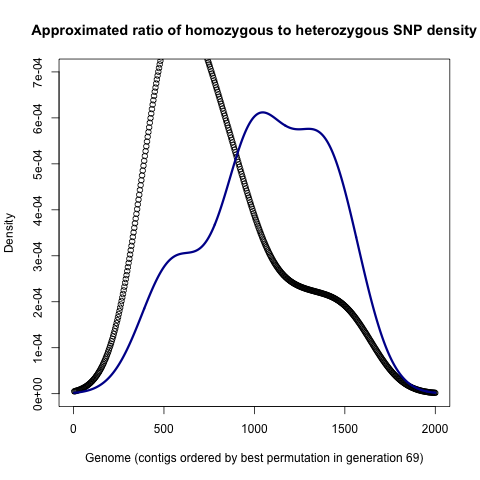 Approximated ratio of homozygous to heterozygous SNP density
7e-04
6e-04
5e-04
4e-04
3e-04
2e-04
1e-04
0e+00
Density
0 500 1000 1500 2000
Genome (contigs ordered by best permutation in generation 69)